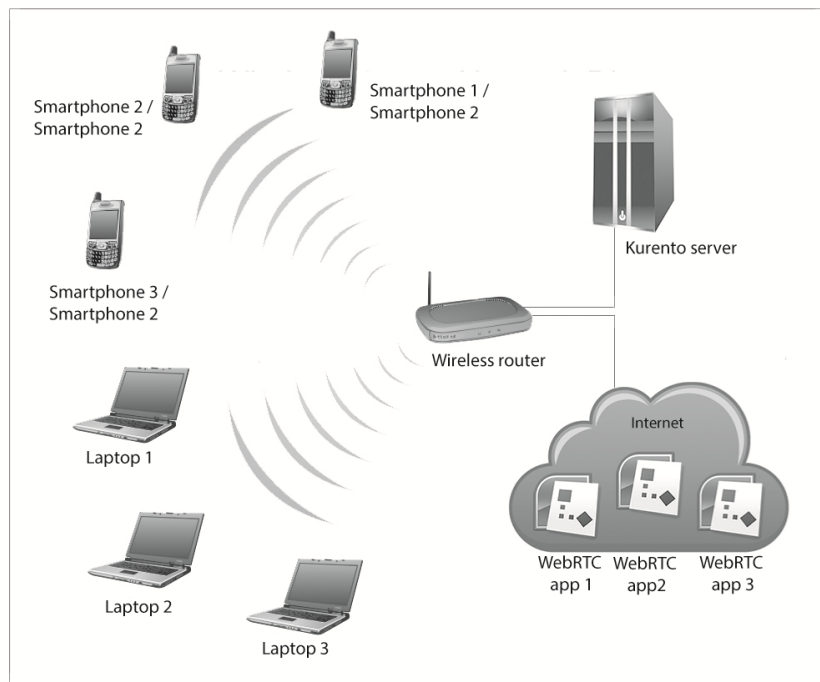 Smartphone 2 /
Smartphone 2
Smartphone 1 /
Smartphone 2
Smartphone 3 /
Smartphone 2
Kurento server
Wireless router
Laptop 1
Laptop 2
Laptop 3
Internet
WebRTC
app 1
WebRTC
app2
WebRTC
app 3